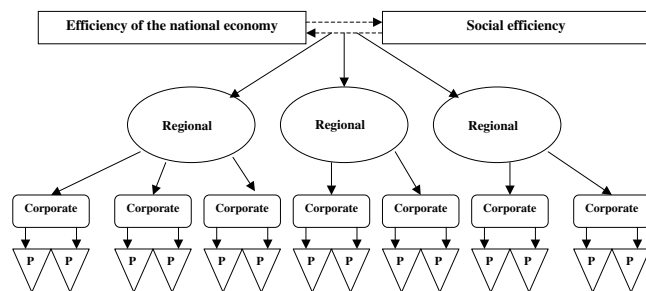 Efficiency of the national economy
Social efficiency
Regional
Regional
Regional
Corporate
Corporate
Corporate
Corporate
Corporate
Corporate
Corporate
P P P P P P P P P P P P P P